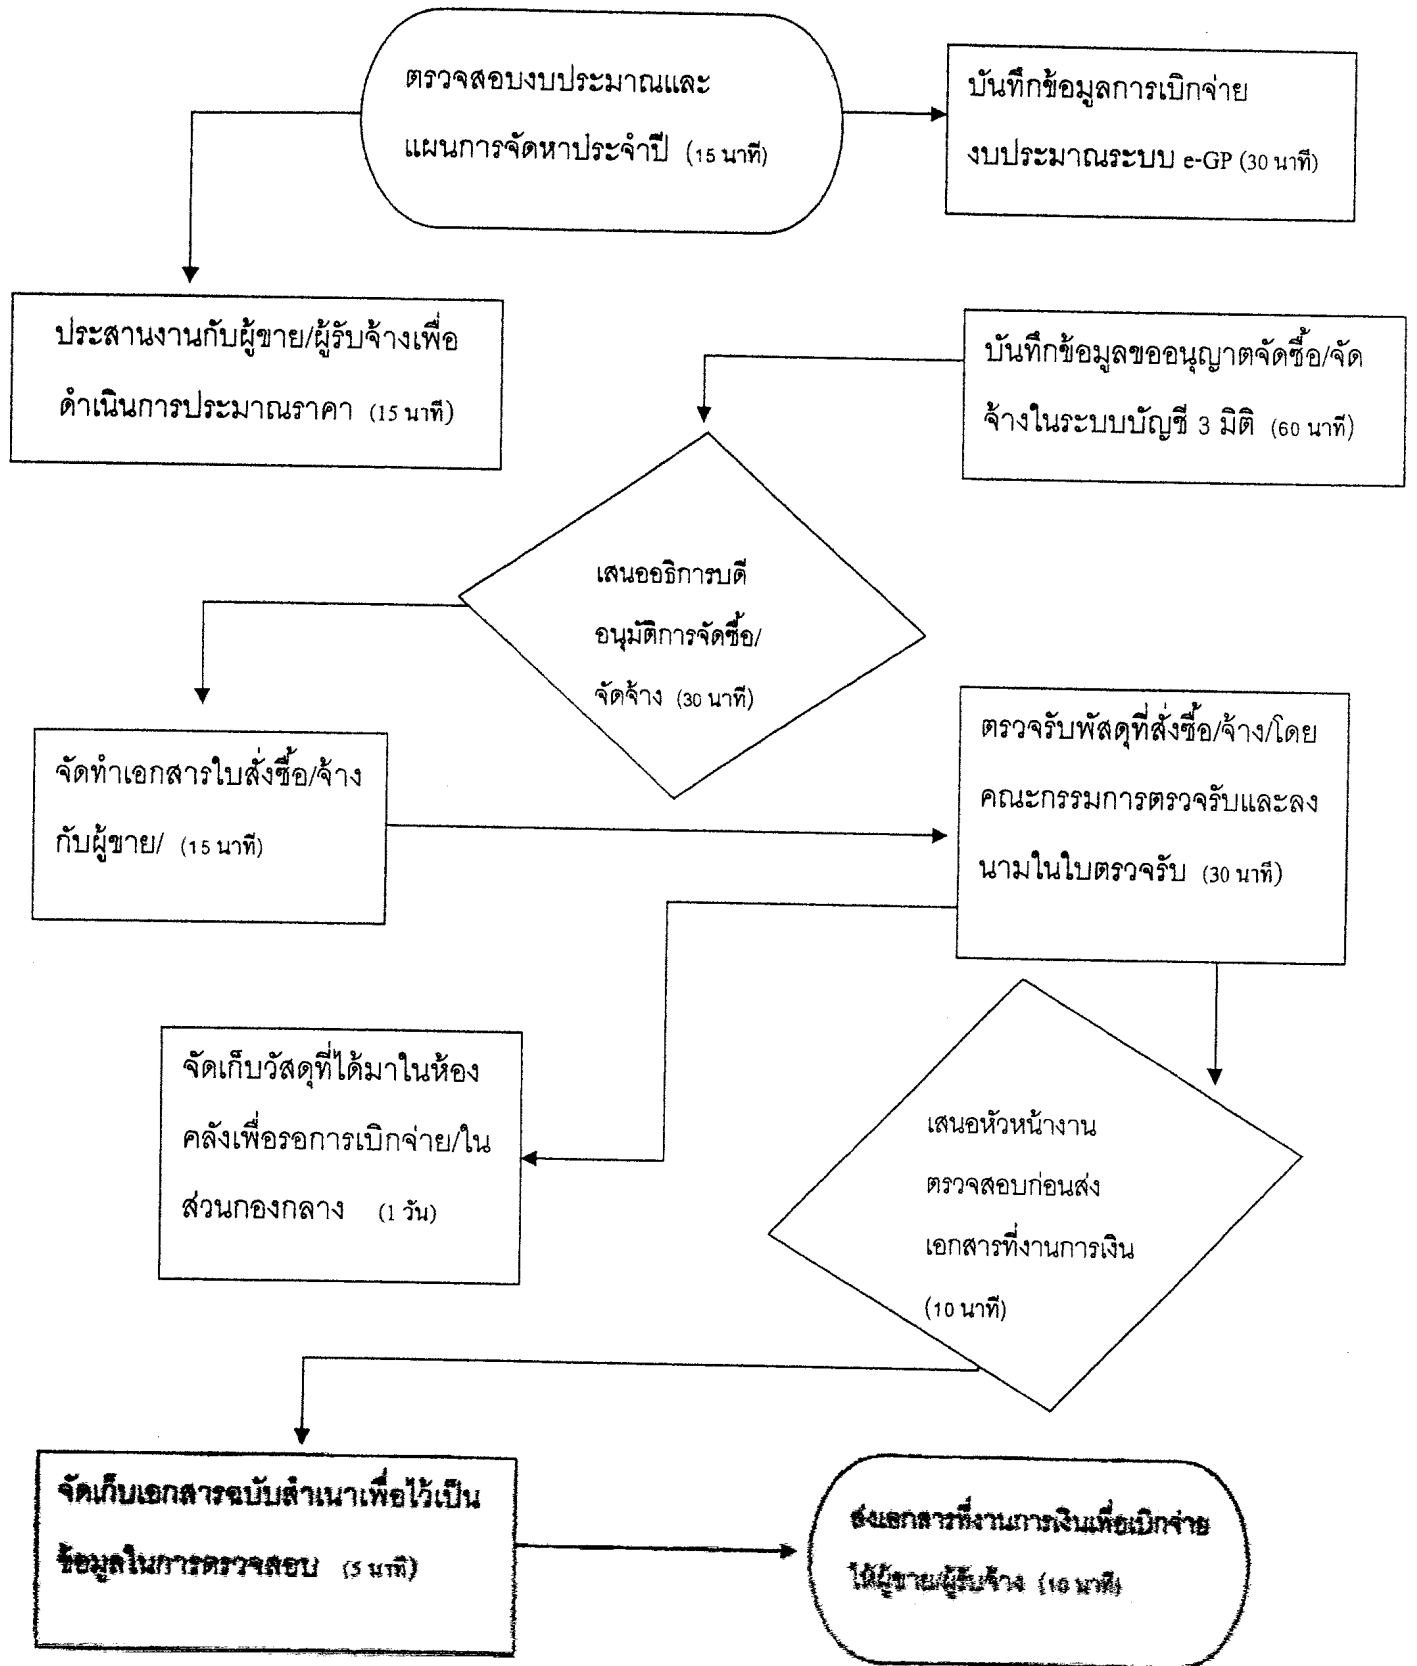 ตรวจสอบงบประมาณและ
แผนการจัดหาประจำปี (15 นาที)
บันทึกข้อมูลการเบิกจ่าย
งบประมาณระบบ e-GP (30 นาที)
ประสานงานกับผู้ขาย/ผู้รับจ้างเพื่อ
ดำเนินการประมาณราคา (15 นาที)
บันทึกข้อมูลขออนุญาตจัดซื้อ/จัด
จ้างในระบบบัญชี 3 มิติ (60 นาที)
เสนออธิการบดี
อนุมัติการจัดซื้อ/
จัดจ้าง (30 นาที)
จัดทำเอกสารใบสั่งซื้อ/จ้าง
กับผู้ขาย/ (15 นาที)
ตรวจรับพัสดุที่สั่งซื้อ/จ้าง/โดย
คณะกรรมการตรวจรับและลง
นามในใบตรวจรับ (30 นาที)
จัดเก็บวัสดุที่ได้มาในห้อง
คลังเพื่อรอการเบิกจ่าย/ใน
ส่วนกองกลาง (1 วัน)
เสนอหัวหน้างาน
ตรวจสอบก่อนส่ง
เอกสารที่งานการเงิน
(10 นาที)
จัดเก็บเอกสารฉบับสำเนาเพื่อไว้เป็น
ข้อมูลในการตรวจสอบ (5 นาที)
ส่งเอกสารที่งานการเงินเพื่อเบิกจ่าย
ให้ผู้ขาย/ผู้รับจ้าง (10 นาที)